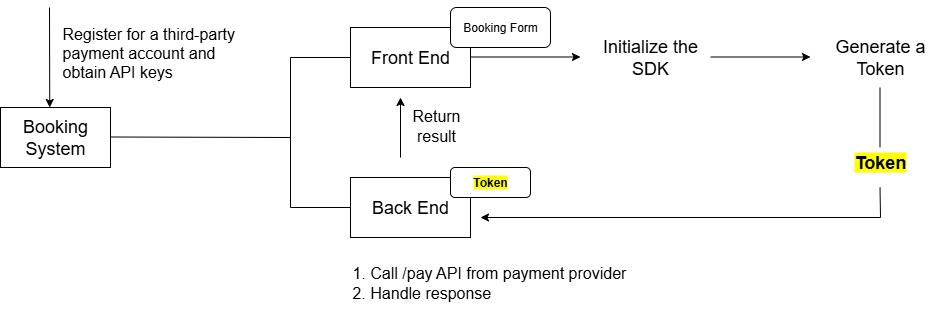 Register for a third-party
payment account and
obtain API keys
Booking
System
Front End
Booking Form
Initialize the
SDK
Generate a
Token
Return
result
Token
Token
Back End
1. Call /pay API from payment provider
2. Handle response